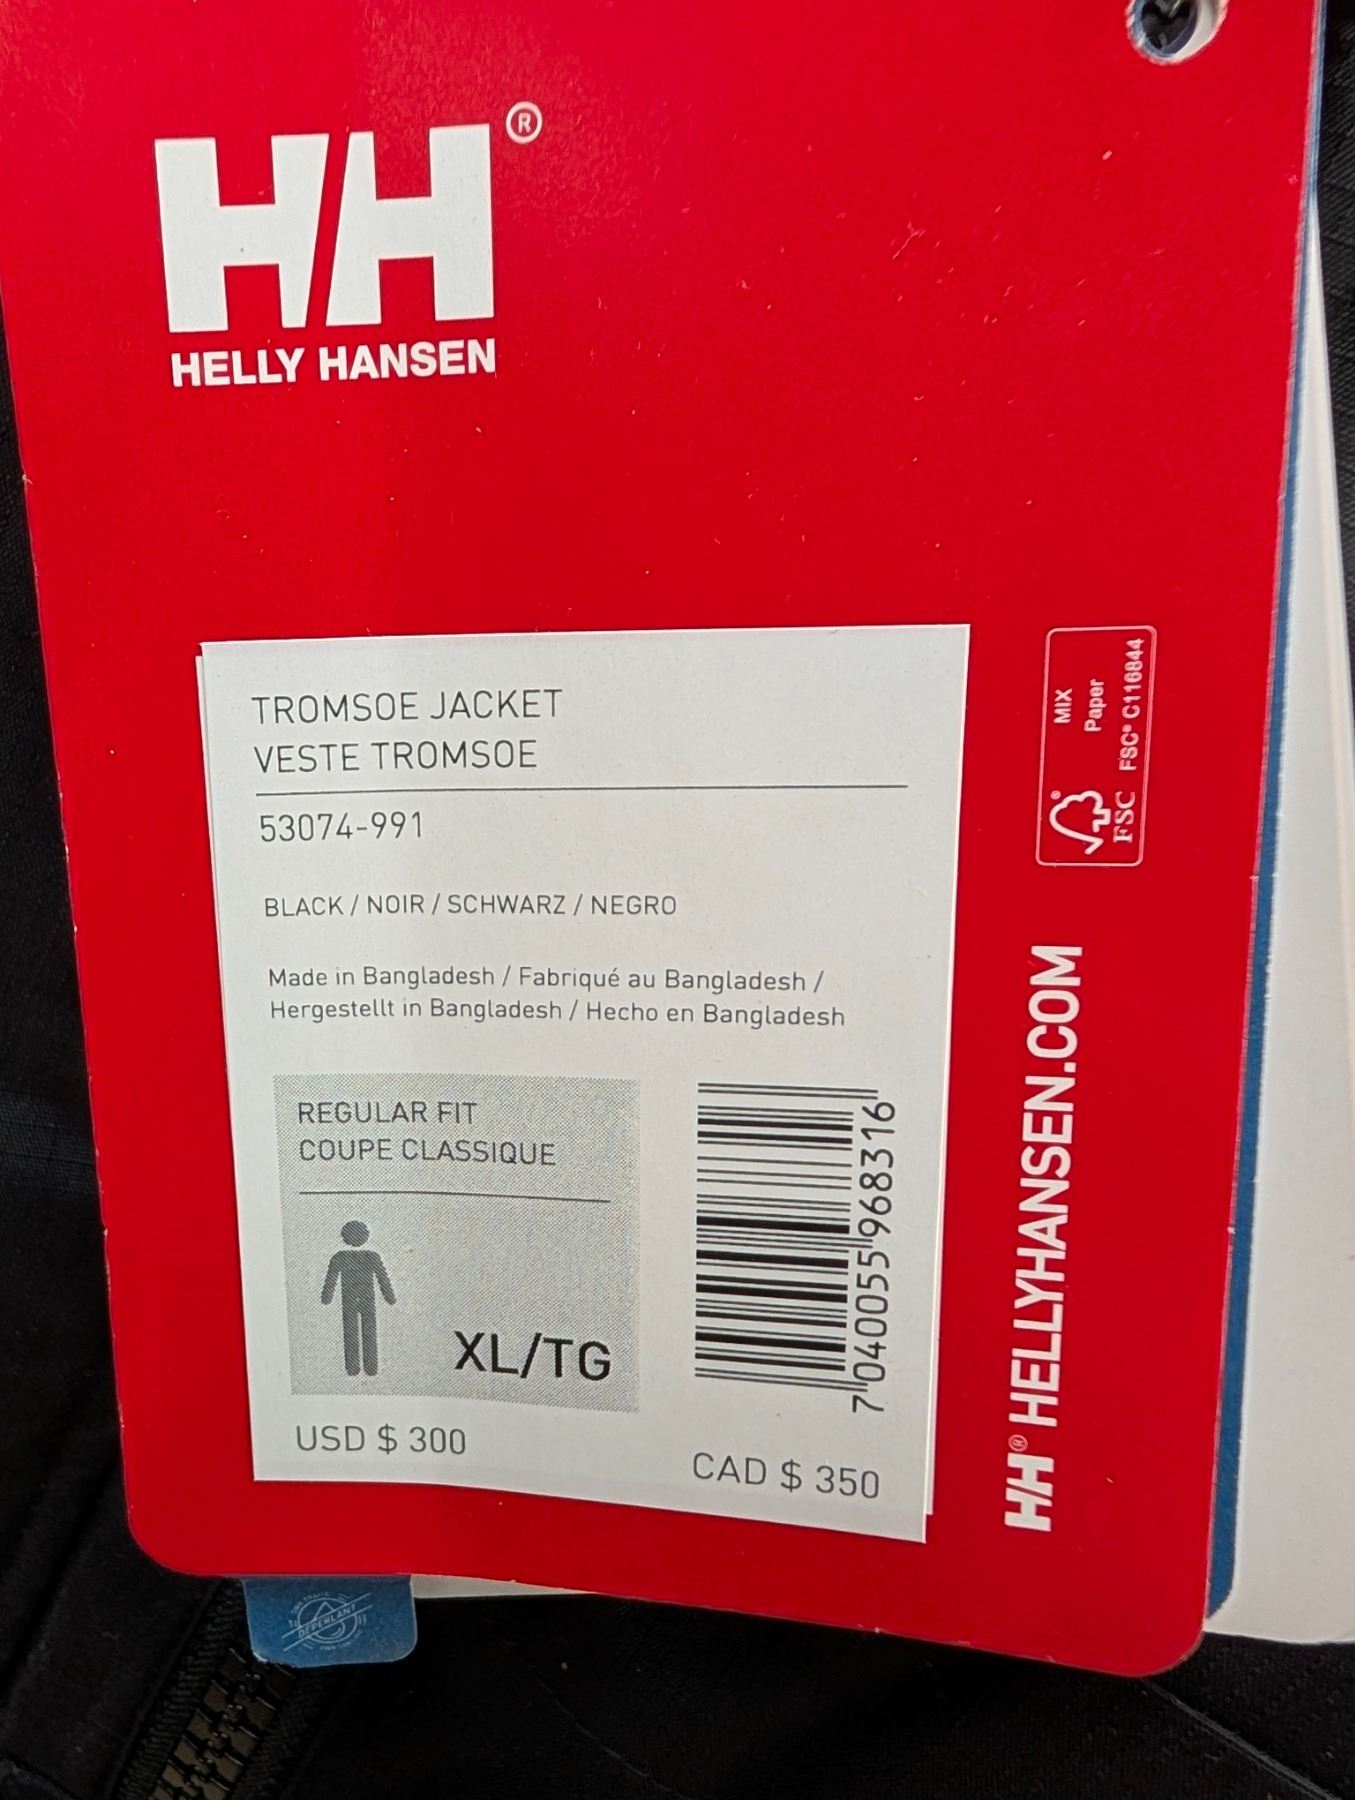 HH®
HELLY HANSEN
TROMSOE JACKET
VESTE TROMSOE
53074-991
BLACK / NOIR / SCHWARZ / NEGRO
Made in Bangladesh / Fabriqué au Bangladesh /
Hergestellt in Bangladesh / Hecho en Bangladesh
REGULAR FIT
COUPE CLASSIQUE
XL/TG
7 040055 968316
USD $ 300
CAD $ 350
MIX
Paper
FSC® C116844
FSC
HH® HELLYHANSEN.COM
DÉPERLANT